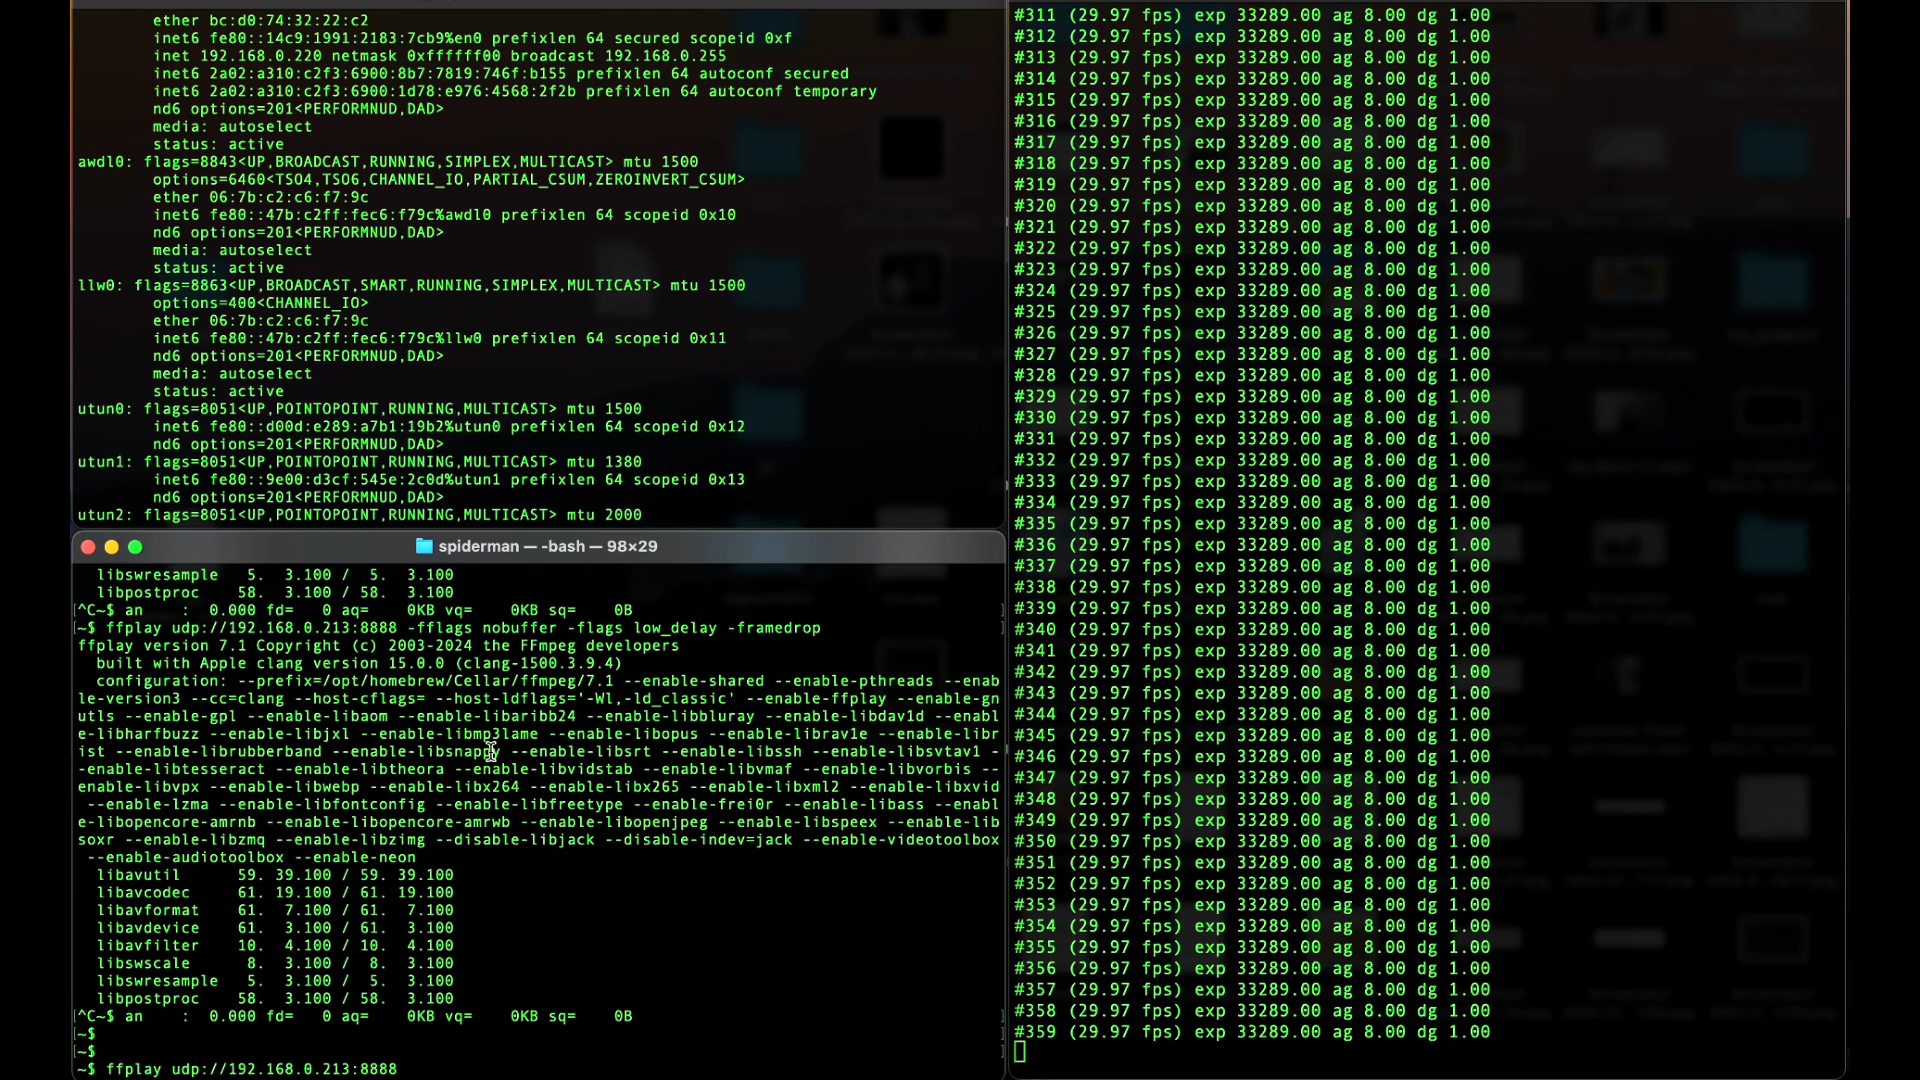 ether bc:d0:74:32:22:c2
inet6 fe80::14c9:1991:2183:7cb9%en0 prefixlen 64 secured scopeid 0xf
inet 192.168.0.220 netmask 0xffffff00 broadcast 192.168.0.255
inet6 2a02:a310:c2f3:6900:8b7:7819:746f:b155 prefixlen 64 autoconf secured
inet6 2a02:a310:c2f3:6900:1d78:e976:4568:2f2b prefixlen 64 autoconf temporary
nd6 options=201<PERFORMNUD,DAD>
media: autoselect
status: active
awdl0: flags=8843<UP,BROADCAST,RUNNING,SIMPLEX,MULTICAST> mtu 1500
options=6460<TSO4,TSO6,CHANNEL_IO,PARTIAL_CSUM,ZEROINVERT_CSUM>
ether 06:7b:c2:c6:f7:9c
inet6 fe80::47b:c2ff:fec6:f79c%awdl0 prefixlen 64 scopeid 0x10
nd6 options=201<PERFORMNUD,DAD>
media: autoselect
status: active
llw0: flags=8863<UP,BROADCAST,SMART,RUNNING,SIMPLEX,MULTICAST> mtu 1500
options=400<CHANNEL_IO>
ether 06:7b:c2:c6:f7:9c
inet6 fe80::47b:c2ff:fec6:f79c%llw0 prefixlen 64 scopeid 0x11
nd6 options=201<PERFORMNUD,DAD>
media: autoselect
status: active
utun0: flags=8051<UP,POINTOPOINT,RUNNING,MULTICAST> mtu 1500
inet6 fe80::d00d:e289:a7b1:19b2%utun0 prefixlen 64 scopeid 0x12
nd6 options=201<PERFORMNUD,DAD>
utun1: flags=8051<UP,POINTOPOINT,RUNNING,MULTICAST> mtu 1380
inet6 fe80::9e00:d3cf:545e:2c0d%utun1 prefixlen 64 scopeid 0x13
nd6 options=201<PERFORMNUD,DAD>
utun2: flags=8051<UP,POINTOPOINT,RUNNING,MULTICAST> mtu 2000
spiderman — -bash — 98×29
libswresample 5. 3.100 / 5. 3.100
libpostproc 58. 3.100 / 58. 3.100
[^C~$ an : 0.000 fd= 0 aq= 0KB vq= 0KB sq= 0B ]
[~$ ffplay udp://192.168.0.213:8888 -fflags nobuffer -flags low_delay -framedrop ]
ffplay version 7.1 Copyright (c) 2003-2024 the FFmpeg developers
built with Apple clang version 15.0.0 (clang-1500.3.9.4)
configuration: --prefix=/opt/homebrew/Cellar/ffmpeg/7.1 --enable-shared --enable-pthreads --enab
le-version3 --cc=clang --host-cflags= --host-ldflags='-Wl,-ld_classic' --enable-ffplay --enable-gn
utls --enable-gpl --enable-libaom --enable-libaribb24 --enable-libbluray --enable-libdav1d --enabl
e-libharfbuzz --enable-libjxl --enable-libmp3lame --enable-libopus --enable-librav1e --enable-libr
ist --enable-librubberband --enable-libsnappy --enable-libsrt --enable-libssh --enable-libsvtav1 -
-enable-libtesseract --enable-libtheora --enable-libvidstab --enable-libvmaf --enable-libvorbis --
enable-libvpx --enable-libwebp --enable-libx264 --enable-libx265 --enable-libxml2 --enable-libxvid
--enable-lzma --enable-libfontconfig --enable-libfreetype --enable-frei0r --enable-libass --enabl
e-libopencore-amrnb --enable-libopencore-amrwb --enable-libopenjpeg --enable-libspeex --enable-lib
soxr --enable-libzmq --enable-libzimg --disable-libjack --disable-indev=jack --enable-videotoolbox
--enable-audiotoolbox --enable-neon
libavutil 59. 39.100 / 59. 39.100
libavcodec 61. 19.100 / 61. 19.100
libavformat 61. 7.100 / 61. 7.100
libavdevice 61. 3.100 / 61. 3.100
libavfilter 10. 4.100 / 10. 4.100
libswscale 8. 3.100 / 8. 3.100
libswresample 5. 3.100 / 5. 3.100
libpostproc 58. 3.100 / 58. 3.100
[^C~$ an : 0.000 fd= 0 aq= 0KB vq= 0KB sq= 0B ]
[~$ ]
[~$ ]
~$ ffplay udp://192.168.0.213:8888
#311 (29.97 fps) exp 33289.00 ag 8.00 dg 1.00
#312 (29.97 fps) exp 33289.00 ag 8.00 dg 1.00
#313 (29.97 fps) exp 33289.00 ag 8.00 dg 1.00
#314 (29.97 fps) exp 33289.00 ag 8.00 dg 1.00
#315 (29.97 fps) exp 33289.00 ag 8.00 dg 1.00
#316 (29.97 fps) exp 33289.00 ag 8.00 dg 1.00
#317 (29.97 fps) exp 33289.00 ag 8.00 dg 1.00
#318 (29.97 fps) exp 33289.00 ag 8.00 dg 1.00
#319 (29.97 fps) exp 33289.00 ag 8.00 dg 1.00
#320 (29.97 fps) exp 33289.00 ag 8.00 dg 1.00
#321 (29.97 fps) exp 33289.00 ag 8.00 dg 1.00
#322 (29.97 fps) exp 33289.00 ag 8.00 dg 1.00
#323 (29.97 fps) exp 33289.00 ag 8.00 dg 1.00
#324 (29.97 fps) exp 33289.00 ag 8.00 dg 1.00
#325 (29.97 fps) exp 33289.00 ag 8.00 dg 1.00
#326 (29.97 fps) exp 33289.00 ag 8.00 dg 1.00
#327 (29.97 fps) exp 33289.00 ag 8.00 dg 1.00
#328 (29.97 fps) exp 33289.00 ag 8.00 dg 1.00
#329 (29.97 fps) exp 33289.00 ag 8.00 dg 1.00
#330 (29.97 fps) exp 33289.00 ag 8.00 dg 1.00
#331 (29.97 fps) exp 33289.00 ag 8.00 dg 1.00
#332 (29.97 fps) exp 33289.00 ag 8.00 dg 1.00
#333 (29.97 fps) exp 33289.00 ag 8.00 dg 1.00
#334 (29.97 fps) exp 33289.00 ag 8.00 dg 1.00
#335 (29.97 fps) exp 33289.00 ag 8.00 dg 1.00
#336 (29.97 fps) exp 33289.00 ag 8.00 dg 1.00
#337 (29.97 fps) exp 33289.00 ag 8.00 dg 1.00
#338 (29.97 fps) exp 33289.00 ag 8.00 dg 1.00
#339 (29.97 fps) exp 33289.00 ag 8.00 dg 1.00
#340 (29.97 fps) exp 33289.00 ag 8.00 dg 1.00
#341 (29.97 fps) exp 33289.00 ag 8.00 dg 1.00
#342 (29.97 fps) exp 33289.00 ag 8.00 dg 1.00
#343 (29.97 fps) exp 33289.00 ag 8.00 dg 1.00
#344 (29.97 fps) exp 33289.00 ag 8.00 dg 1.00
#345 (29.97 fps) exp 33289.00 ag 8.00 dg 1.00
#346 (29.97 fps) exp 33289.00 ag 8.00 dg 1.00
#347 (29.97 fps) exp 33289.00 ag 8.00 dg 1.00
#348 (29.97 fps) exp 33289.00 ag 8.00 dg 1.00
#349 (29.97 fps) exp 33289.00 ag 8.00 dg 1.00
#350 (29.97 fps) exp 33289.00 ag 8.00 dg 1.00
#351 (29.97 fps) exp 33289.00 ag 8.00 dg 1.00
#352 (29.97 fps) exp 33289.00 ag 8.00 dg 1.00
#353 (29.97 fps) exp 33289.00 ag 8.00 dg 1.00
#354 (29.97 fps) exp 33289.00 ag 8.00 dg 1.00
#355 (29.97 fps) exp 33289.00 ag 8.00 dg 1.00
#356 (29.97 fps) exp 33289.00 ag 8.00 dg 1.00
#357 (29.97 fps) exp 33289.00 ag 8.00 dg 1.00
#358 (29.97 fps) exp 33289.00 ag 8.00 dg 1.00
#359 (29.97 fps) exp 33289.00 ag 8.00 dg 1.00